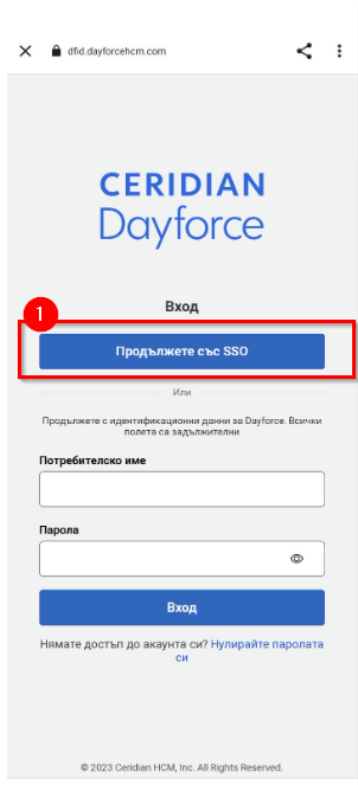 dfid.dayforcehcm.com
CERIDIAN
Dayforce
Вход
1
Продължете със SSO
Или
Продължете с идентификационни данни за Dayforce. Всички
полета са задължителни
Потребителско име
Парола
Вход
Нямате достъп до акаунта си? Нулирайте паролата
си
© 2023 Ceridian HCM, Inc. All Rights Reserved.